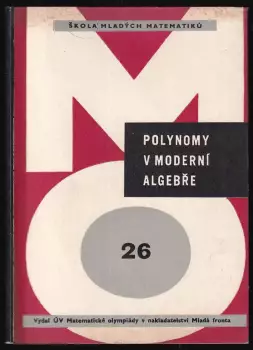 ŠKOLA MLADÝCH MATEMATIKŮ
POLYNOMY
V MODERNÍ
ALGEBŘE
26
Vydal ÚV Matematické olympiády v nakladatelství Mladá fronta